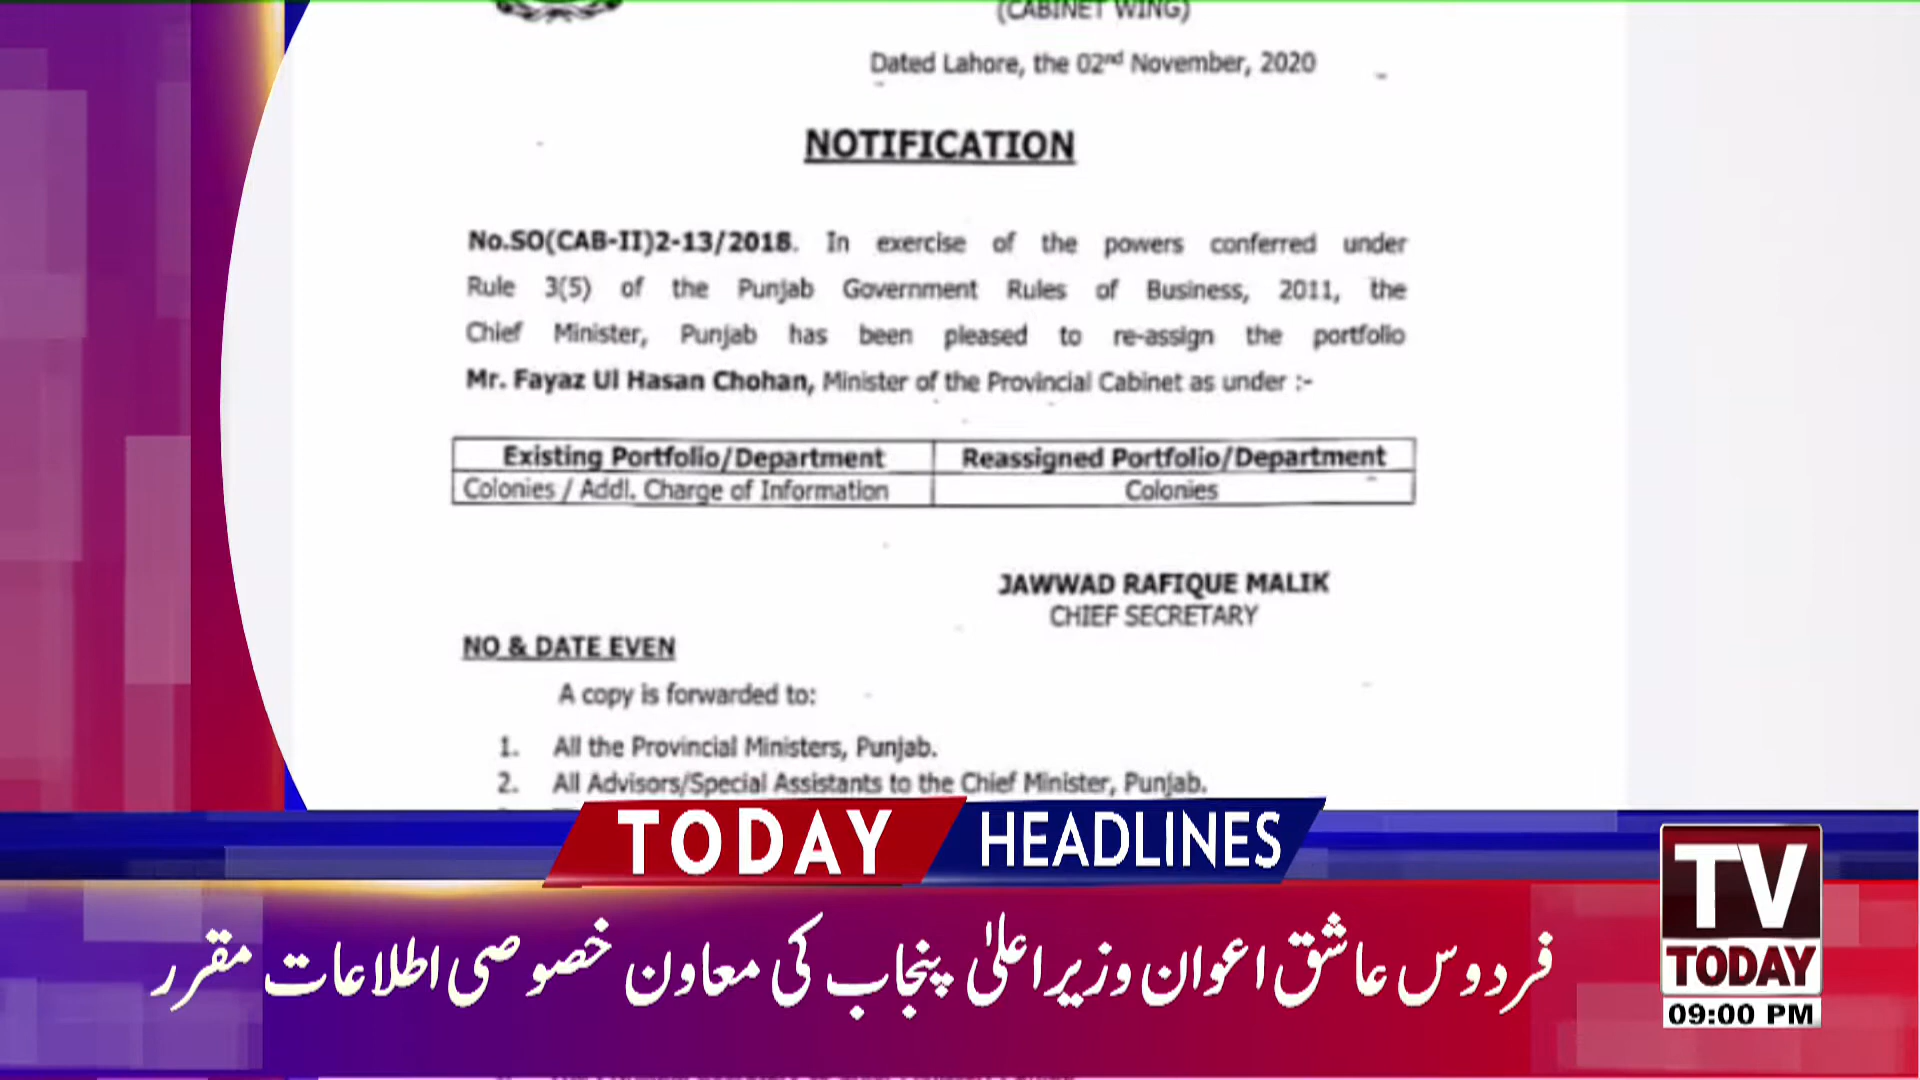 (CABINET WING)
Dated Lahore, the 02nd November, 2020
NOTIFICATION
No.SO(CAB-II)2-13/2018. In exercise of the powers conferred under
Rule 3(5) of the Punjab Government Rules of Business, 2011, the
Chief Minister, Punjab has been pleased to re-assign the portfolio
Mr. Fayaz Ul Hasan Chohan, Minister of the Provincial Cabinet as under :-
Existing Portfolio/Department Reassigned Portfolio/Department
Colonies / Addl. Charge of Information Colonies
JAWWAD RAFIQUE MALIK
CHIEF SECRETARY
NO & DATE EVEN
A copy is forwarded to:
1. All the Provincial Ministers, Punjab.
2. All Advisors/Special Assistants to the Chief Minister, Punjab.
TODAY HEADLINES
فردوس عاشق اعوان وزیراعلیٰ پنجاب کی معاون خصوصی اطلاعات مقرر
TV
TODAY
09:00 PM